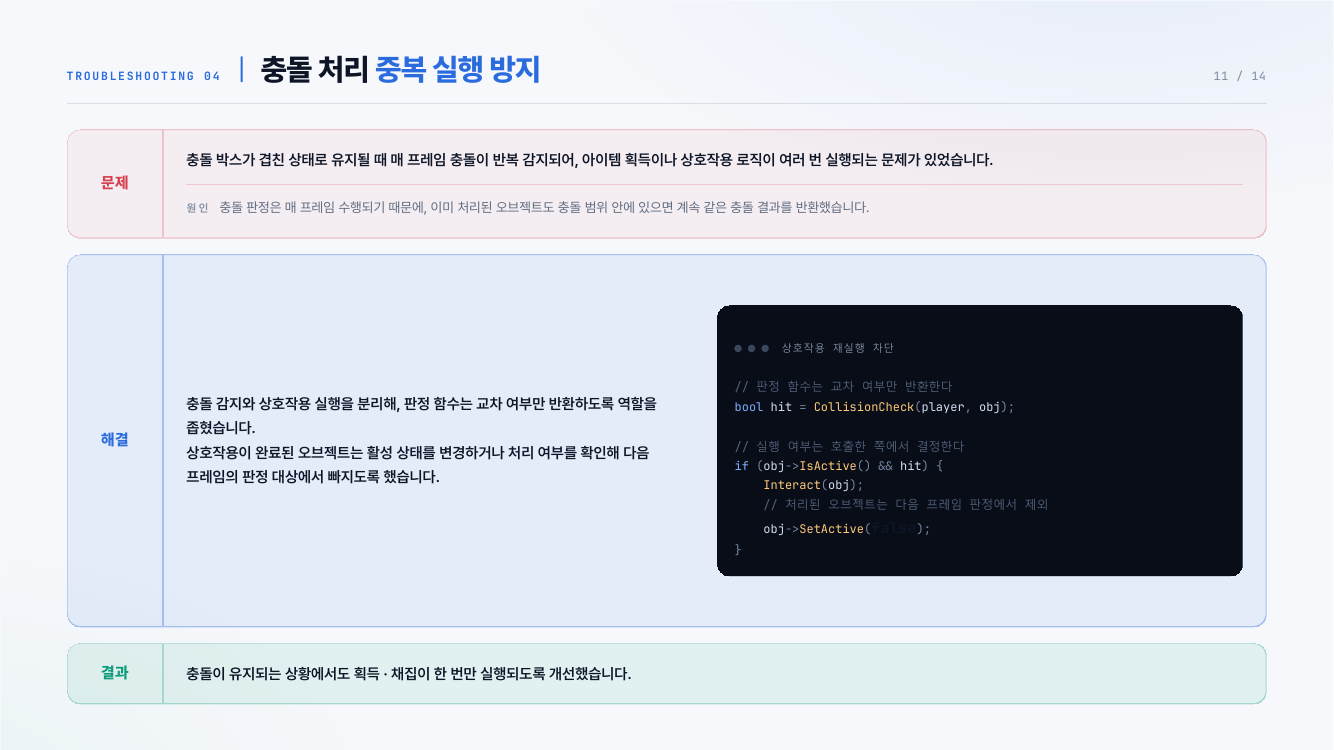 TROUBLESHOOTING 04 | 충돌 처리 중복 실행 방지
11 / 14
문제
충돌 박스가 겹친 상태로 유지될 때 매 프레임 충돌이 반복 감지되어, 아이템 획득이나 상호작용 로직이 여러 번 실행되는 문제가 있었습니다.
원인 충돌 판정은 매 프레임 수행되기 때문에, 이미 처리된 오브젝트도 충돌 범위 안에 있으면 계속 같은 충돌 결과를 반환했습니다.
해결
충돌 감지와 상호작용 실행을 분리해, 판정 함수는 교차 여부만 반환하도록 역할을
좁혔습니다.
상호작용이 완료된 오브젝트는 활성 상태를 변경하거나 처리 여부를 확인해 다음
프레임의 판정 대상에서 빠지도록 했습니다.
상호작용 재실행 차단
// 판정 함수는 교차 여부만 반환한다
bool hit = CollisionCheck(player, obj);
// 실행 여부는 호출한 쪽에서 결정한다
if (obj->IsActive() && hit) {
    Interact(obj);
    // 처리된 오브젝트는 다음 프레임 판정에서 제외
    obj->SetActive(false);
}
결과
충돌이 유지되는 상황에서도 획득 · 채집이 한 번만 실행되도록 개선했습니다.